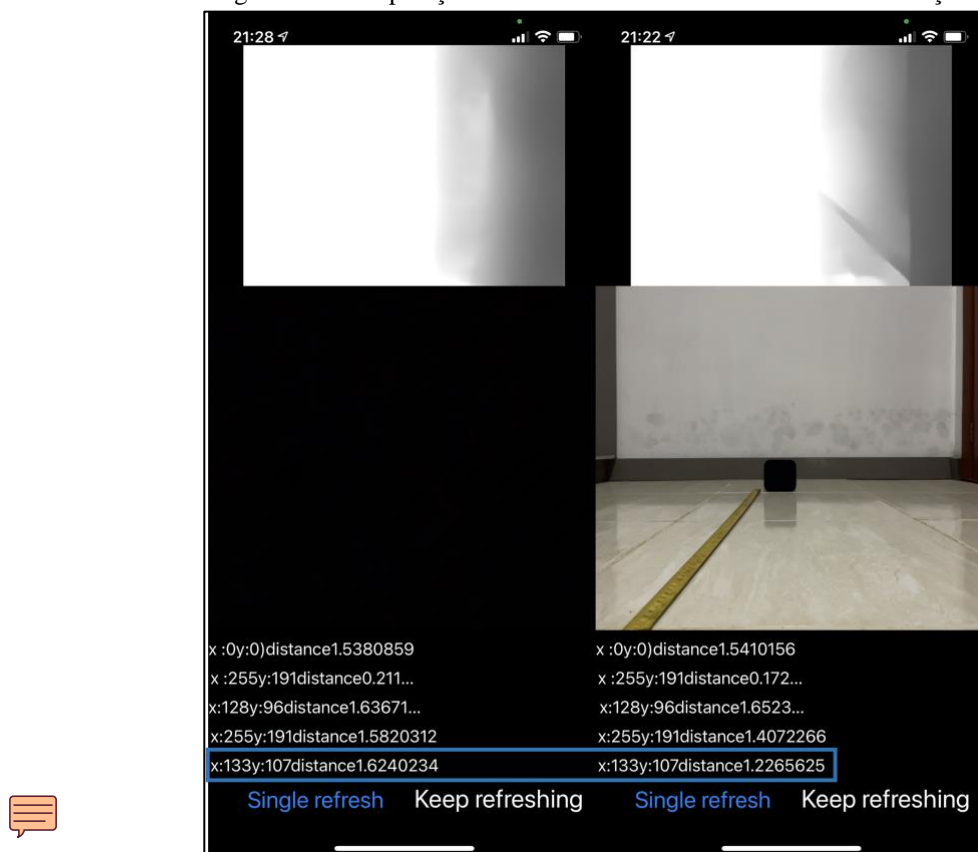 21:28
x :0y:0)distance1.5380859
x :255y:191distance0.211...
x:128y:96distance1.63671...
x:255y:191distance1.5820312
x:133y:107distance1.6240234
Single refresh Keep refreshing
21:22
x :0y:0)distance1.5410156
x :255y:191distance0.172...
x:128y:96distance1.6523...
x:255y:191distance1.4072266
x:133y:107distance1.2265625
Single refresh Keep refreshing